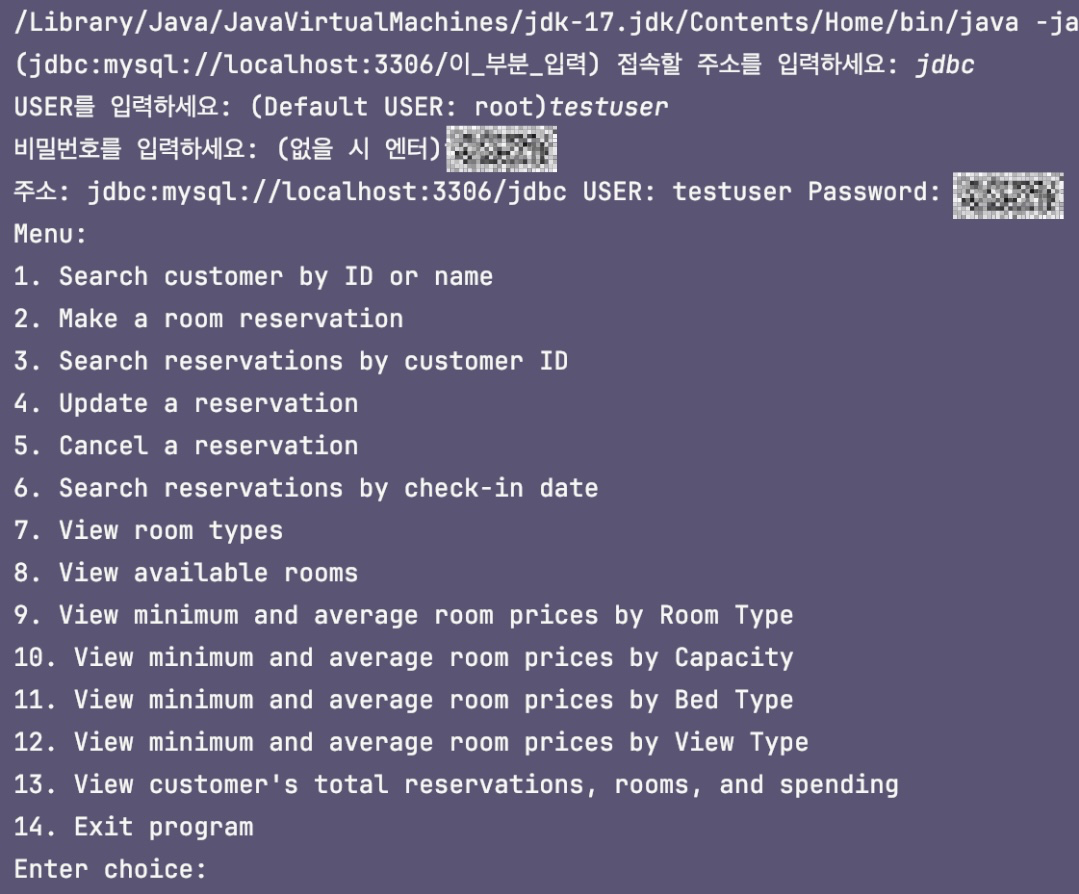 /Library/Java/JavaVirtualMachines/jdk-17.jdk/Contents/Home/bin/java -ja
(jdbc:mysql://localhost:3306/이_부분_입력) 접속할 주소를 입력하세요: jdbc
USER를 입력하세요: (Default USER: root)testuser
비밀번호를 입력하세요: (없을 시 엔터)
주소: jdbc:mysql://localhost:3306/jdbc USER: testuser Password:
Menu:
1. Search customer by ID or name
2. Make a room reservation
3. Search reservations by customer ID
4. Update a reservation
5. Cancel a reservation
6. Search reservations by check-in date
7. View room types
8. View available rooms
9. View minimum and average room prices by Room Type
10. View minimum and average room prices by Capacity
11. View minimum and average room prices by Bed Type
12. View minimum and average room prices by View Type
13. View customer's total reservations, rooms, and spending
14. Exit program
Enter choice: